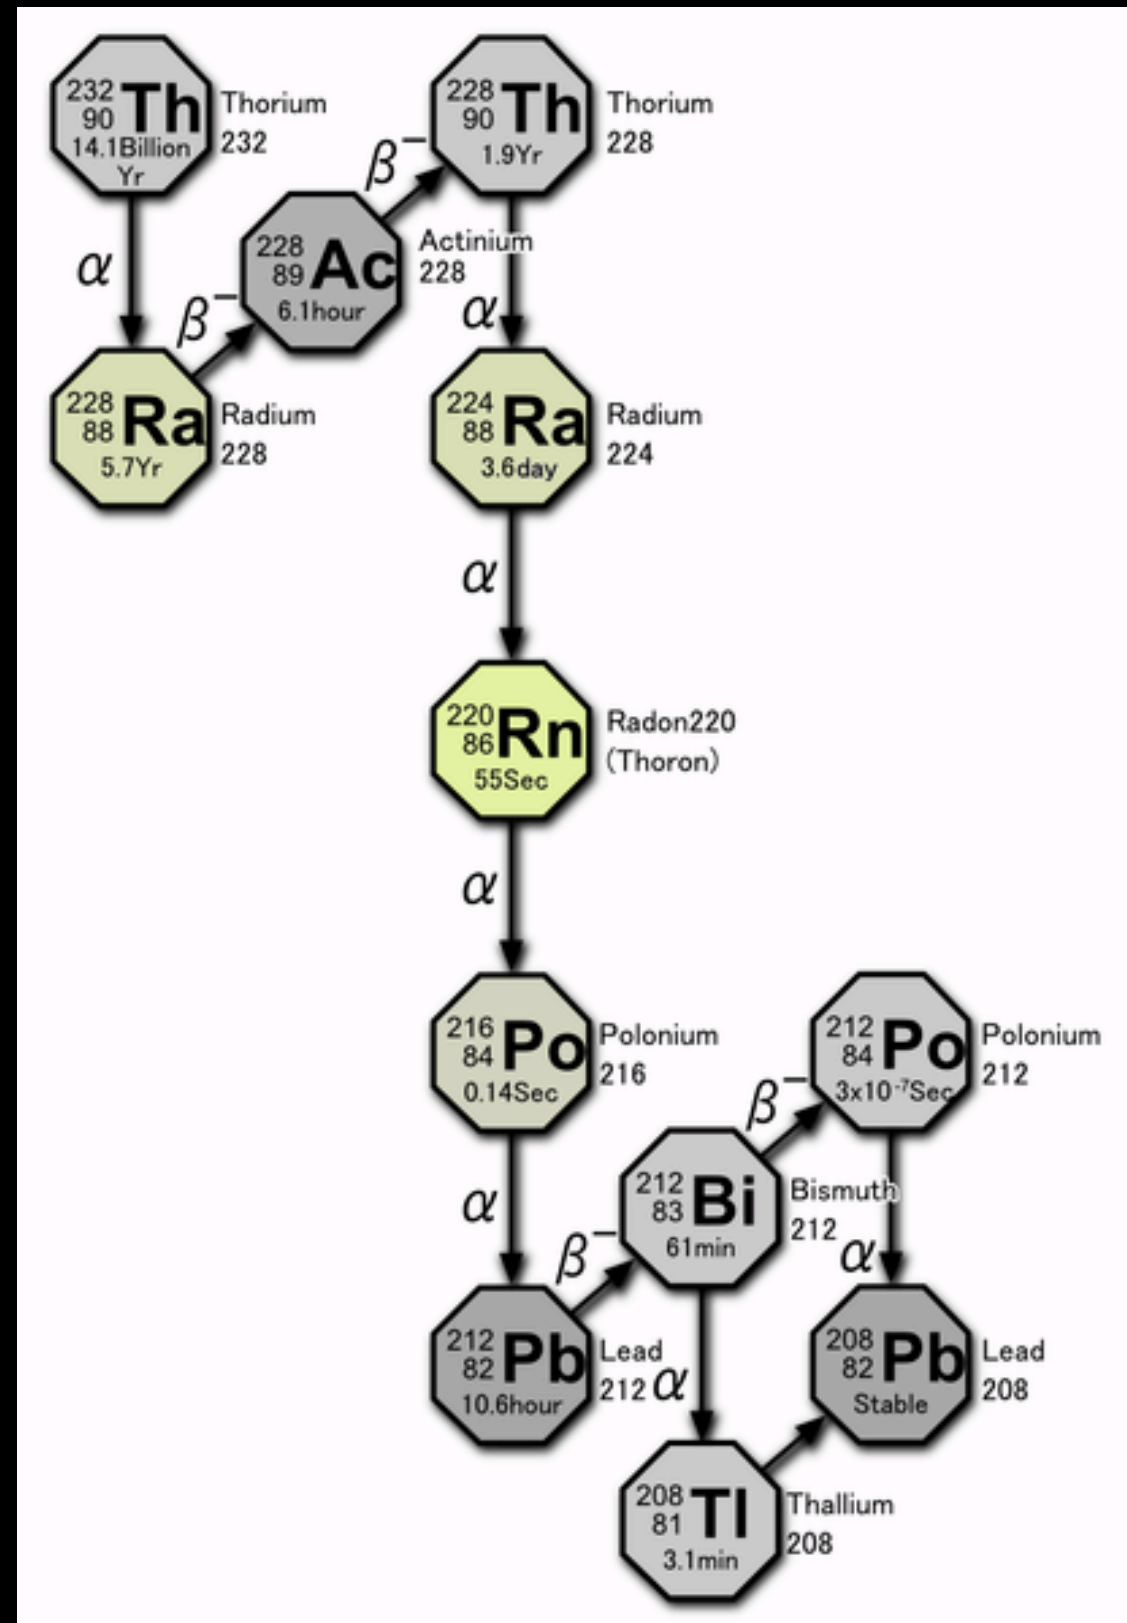 232
90 Th
14.1Billion
Yr
Thorium
232
α
228
88 Ra
5.7Yr
Radium
228
β−
228
89 Ac
6.1hour
Actinium
228
β−
228
90 Th
1.9Yr
Thorium
228
α
224
88 Ra
3.6day
Radium
224
α
220
86 Rn
55Sec
Radon220
(Thoron)
α
216
84 Po
0.14Sec
Polonium
216
α
212
82 Pb
10.6hour
Lead
212
β−
212
83 Bi
61min
Bismuth
212
β−
212
84 Po
3x10⁻⁷Sec
Polonium
212
α
208
82 Pb
Stable
Lead
208
α
208
81 Tl
3.1min
Thallium
208